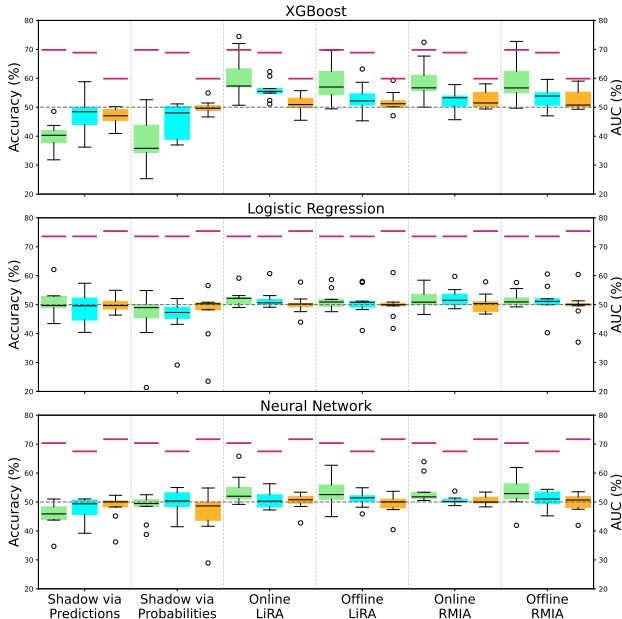 XGBoost
80 80
70 70
60 60
50 50
40 40
30 30
20 20
Accuracy (%)
AUC (%)
Logistic Regression
80 80
70 70
60 60
50 50
40 40
30 30
20 20
Accuracy (%)
AUC (%)
Neural Network
80 80
70 70
60 60
50 50
40 40
30 30
20 20
Accuracy (%)
AUC (%)
Shadow via Shadow via Online Offline Online Offline
Predictions Probabilities LiRA LiRA RMIA RMIA